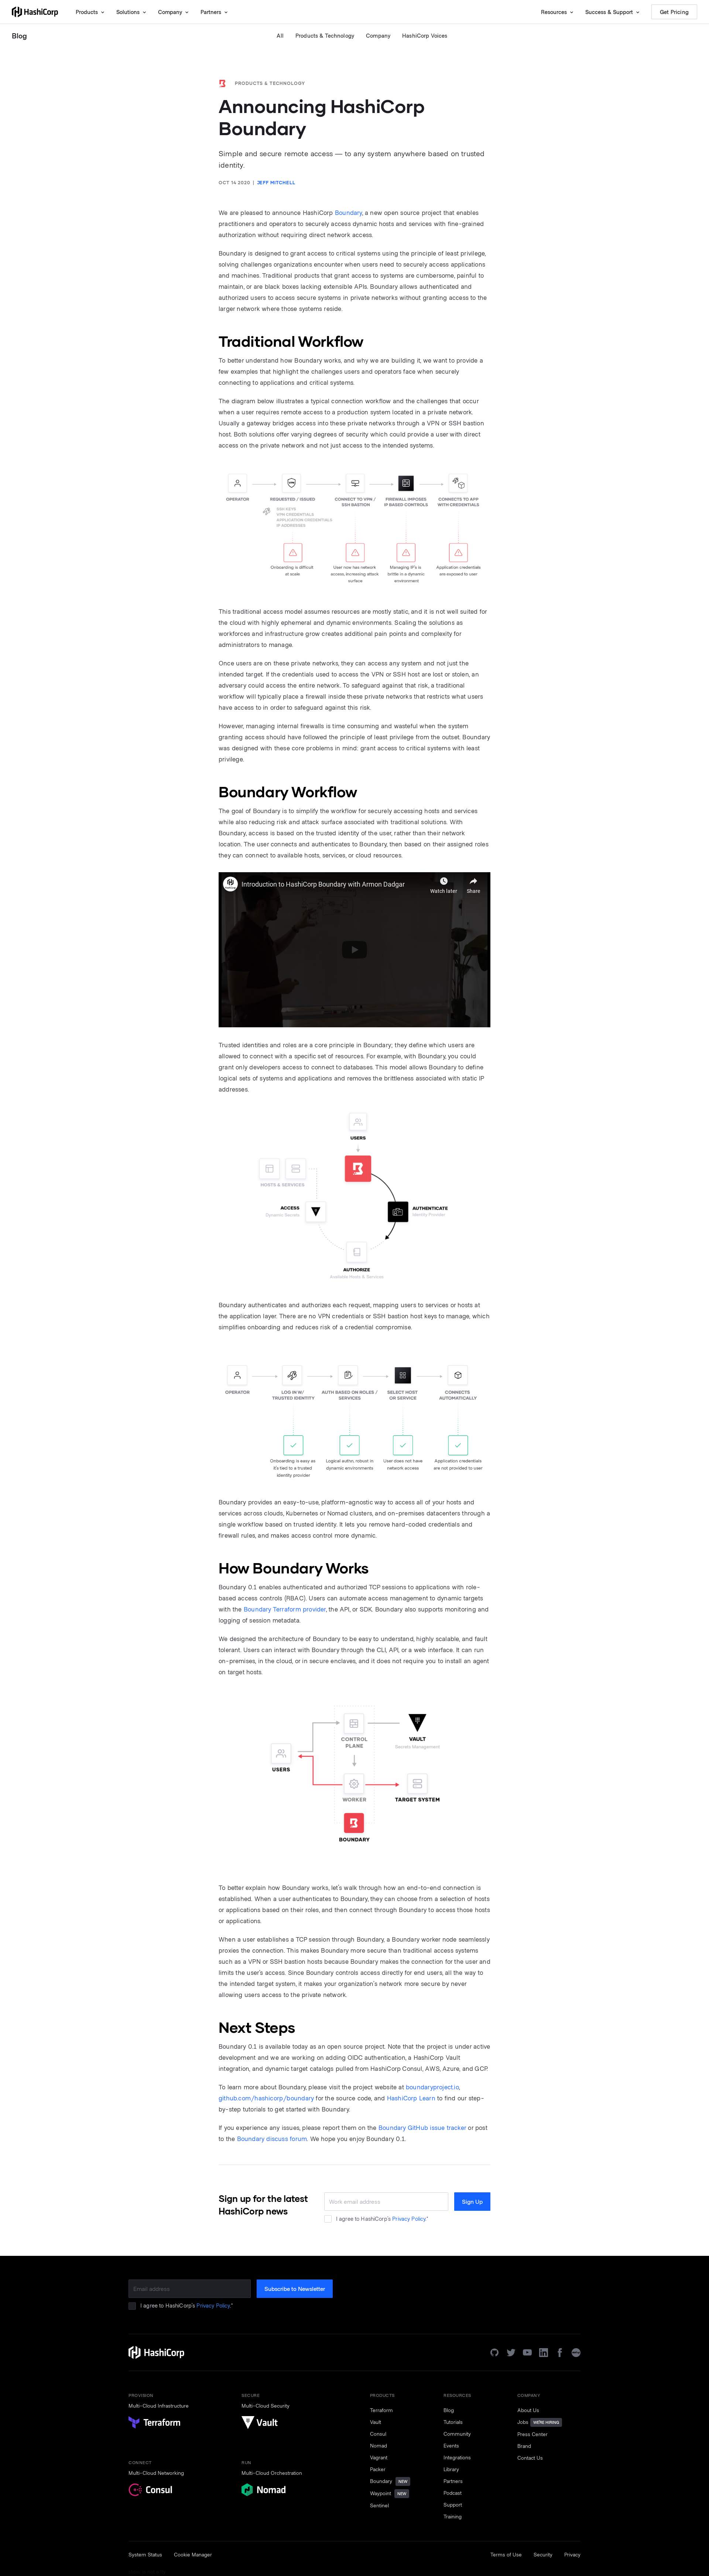 HashiCorp
Products
Solutions
Company
Partners
Resources
Success & Support
Get Pricing
Blog
All
Products & Technology
Company
HashiCorp Voices
PRODUCTS & TECHNOLOGY
Announcing HashiCorp
Boundary
Simple and secure remote access — to any system anywhere based on trusted
identity.
OCT 14 2020 | JEFF MITCHELL
We are pleased to announce HashiCorp Boundary, a new open source project that enables
practitioners and operators to securely access dynamic hosts and services with fine-grained
authorization without requiring direct network access.
Boundary is designed to grant access to critical systems using the principle of least privilege,
solving challenges organizations encounter when users need to securely access applications
and machines. Traditional products that grant access to systems are cumbersome, painful to
maintain, or are black boxes lacking extensible APIs. Boundary allows authenticated and
authorized users to access secure systems in private networks without granting access to the
larger network where those systems reside.
Traditional Workflow
To better understand how Boundary works, and why we are building it, we want to provide a
few examples that highlight the challenges users and operators face when securely
connecting to applications and critical systems.
The diagram below illustrates a typical connection workflow and the challenges that occur
when a user requires remote access to a production system located in a private network.
Usually a gateway bridges access into these private networks through a VPN or SSH bastion
host. Both solutions offer varying degrees of security which could provide a user with direct
access on the private network and not just access to the intended systems.
OPERATOR
REQUESTED / ISSUED
SSH KEYS
VPN CREDENTIALS
APPLICATION CREDENTIALS
IP ADDRESSES
CONNECT TO VPN /
SSH BASTION
FIREWALL IMPOSES
IP BASED CONTROLS
CONNECTS TO APP
WITH CREDENTIALS
Onboarding is difficult
at scale
User now has network
access, increasing attack
surface
Managing IP's is
brittle in a dynamic
environment
Application credentials
are exposed to user
This traditional access model assumes resources are mostly static, and it is not well suited for
the cloud with highly ephemeral and dynamic environments. Scaling the solutions as
workforces and infrastructure grow creates additional pain points and complexity for
administrators to manage.
Once users are on these private networks, they can access any system and not just the
intended target. If the credentials used to access the VPN or SSH host are lost or stolen, an
adversary could access the entire network. To safeguard against that risk, a traditional
workflow will typically place a firewall inside these private networks that restricts what users
have access to in order to safeguard against this risk.
However, managing internal firewalls is time consuming and wasteful when the system
granting access should have followed the principle of least privilege from the outset. Boundary
was designed with these core problems in mind: grant access to critical systems with least
privilege.
Boundary Workflow
The goal of Boundary is to simplify the workflow for securely accessing hosts and services
while also reducing risk and attack surface associated with traditional solutions. With
Boundary, access is based on the trusted identity of the user, rather than their network
location. The user connects and authenticates to Boundary, then based on their assigned roles
they can connect to available hosts, services, or cloud resources.
Introduction to HashiCorp Boundary with Armon Dadgar
Watch later
Share
Trusted identities and roles are a core principle in Boundary; they define which users are
allowed to connect with a specific set of resources. For example, with Boundary, you could
grant only developers access to connect to databases. This model allows Boundary to define
logical sets of systems and applications and removes the brittleness associated with static IP
addresses.
USERS
HOSTS & SERVICES
ACCESS
Dynamic Secrets
AUTHENTICATE
Identity Provider
AUTHORIZE
Available Hosts & Services
Boundary authenticates and authorizes each request, mapping users to services or hosts at
the application layer. There are no VPN credentials or SSH bastion host keys to manage, which
simplifies onboarding and reduces risk of a credential compromise.
OPERATOR
LOG IN W/
TRUSTED IDENTITY
AUTH BASED ON ROLES /
SERVICES
SELECT HOST
OR SERVICE
CONNECTS
AUTOMATICALLY
Onboarding is easy as
it's tied to a trusted
identity provider
Logical authn, robust in
dynamic environments
User does not have
network access
Application credentials
are not provided to user
Boundary provides an easy-to-use, platform-agnostic way to access all of your hosts and
services across clouds, Kubernetes or Nomad clusters, and on-premises datacenters through a
single workflow based on trusted identity. It lets you remove hard-coded credentials and
firewall rules, and makes access control more dynamic.
How Boundary Works
Boundary 0.1 enables authenticated and authorized TCP sessions to applications with role-
based access controls (RBAC). Users can automate access management to dynamic targets
with the Boundary Terraform provider, the API, or SDK. Boundary also supports monitoring and
logging of session metadata.
We designed the architecture of Boundary to be easy to understand, highly scalable, and fault
tolerant. Users can interact with Boundary through the CLI, API, or a web interface. It can run
on-premises, in the cloud, or in secure enclaves, and it does not require you to install an agent
on target hosts.
CONTROL
PLANE
VAULT
Secrets Management
USERS
WORKER
TARGET SYSTEM
BOUNDARY
To better explain how Boundary works, let's walk through how an end-to-end connection is
established. When a user authenticates to Boundary, they can choose from a selection of hosts
or applications based on their roles, and then connect through Boundary to access those hosts
or applications.
When a user establishes a TCP session through Boundary, a Boundary worker node seamlessly
proxies the connection. This makes Boundary more secure than traditional access systems
such as a VPN or SSH bastion hosts because Boundary makes the connection for the user and
limits the user's access. Since Boundary controls access directly for end users, all the way to
the intended target system, it makes your organization's more secure by never
allowing users access to the private network.
Next Steps
Boundary 0.1 is available today as an open source project. Note that the project is under active
development and we are working on adding OIDC authentication, a HashiCorp Vault
integration, and dynamic target catalogs pulled from HashiCorp Consul, AWS, Azure, and GCP.
To learn more about Boundary, please visit the project website at boundaryproject.io,
github.com/hashicorp/boundary for the source code, and HashiCorp Learn to find our step-
by-step tutorials to get started with Boundary.
If you experience any issues, please report them on the Boundary GitHub issue tracker or post
to the Boundary discuss forum. We hope you enjoy Boundary 0.1.
Sign up for the latest
HashiCorp news
Work email address
Sign Up
I agree to HashiCorp's Privacy Policy.*
Email address
Subscribe to Newsletter
I agree to HashiCorp's Privacy Policy.*
HashiCorp
PROVISION
Multi-Cloud Infrastructure
Terraform
SECURE
Multi-Cloud Security
Vault
CONNECT
Multi-Cloud Networking
Consul
RUN
Multi-Cloud Orchestration
Nomad
PRODUCTS
Terraform
Vault
Consul
Nomad
Vagrant
Packer
Boundary NEW
Waypoint NEW
Sentinel
RESOURCES
Blog
Tutorials
Community
Events
Integrations
Library
Partners
Podcast
Support
Training
COMPANY
About Us
Jobs WE'RE HIRING
Press Center
Brand
Contact Us
System Status
Cookie Manager
Terms of Use
Security
Privacy